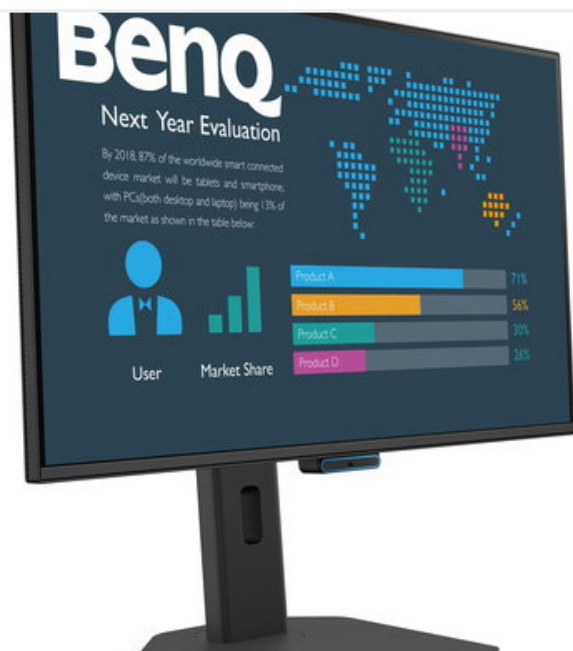 BenQ
Next Year Evaluation
By 2018, 87% of the worldwide smart connected
device market will be tablets and smartphone,
with PCs(both desktop and laptop) being 13% of
the market as shown in the table below:
Product A 71%
Product B 56%
Product C 30%
Product D 26%
User
Market Share